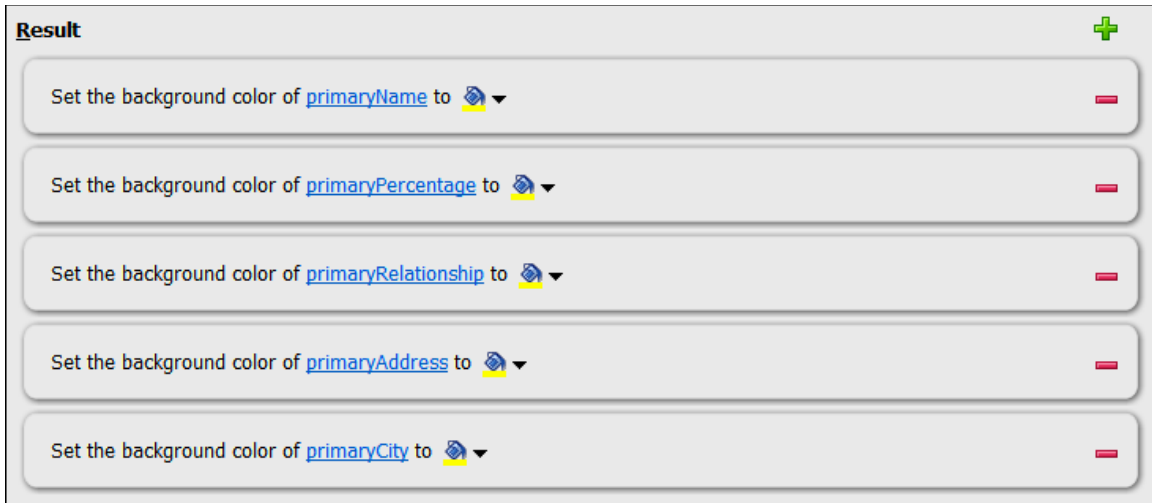 Result
Set the background color of primaryName to
Set the background color of primaryPercentage to
Set the background color of primaryRelationship to
Set the background color of primaryAddress to
Set the background color of primaryCity to